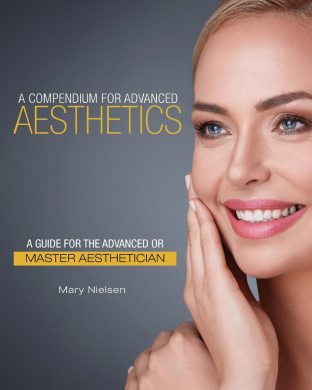 A COMPENDIUM FOR ADVANCED
AESTHETICS
A GUIDE FOR THE ADVANCED OR
MASTER AESTHETICIAN
Mary Nielsen